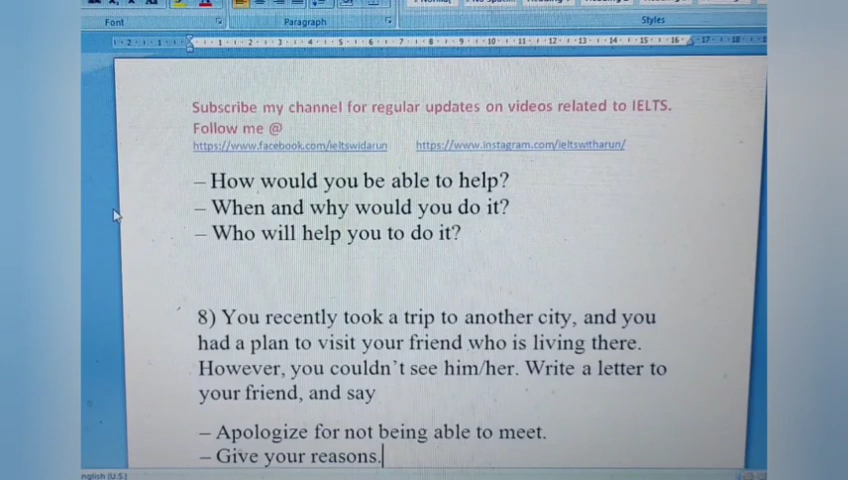 Font
Paragraph
Styles
Subscribe my channel for regular updates on videos related to IELTS.
Follow me @
https://www.facebook.com/ieltswidarun https://www.instagram.com/ieltswitharun/
– How would you be able to help?
– When and why would you do it?
– Who will help you to do it?
8) You recently took a trip to another city, and you
had a plan to visit your friend who is living there.
However, you couldn't see him/her. Write a letter to
your friend, and say
– Apologize for not being able to meet.
– Give your reasons.
nglish (U.S.)